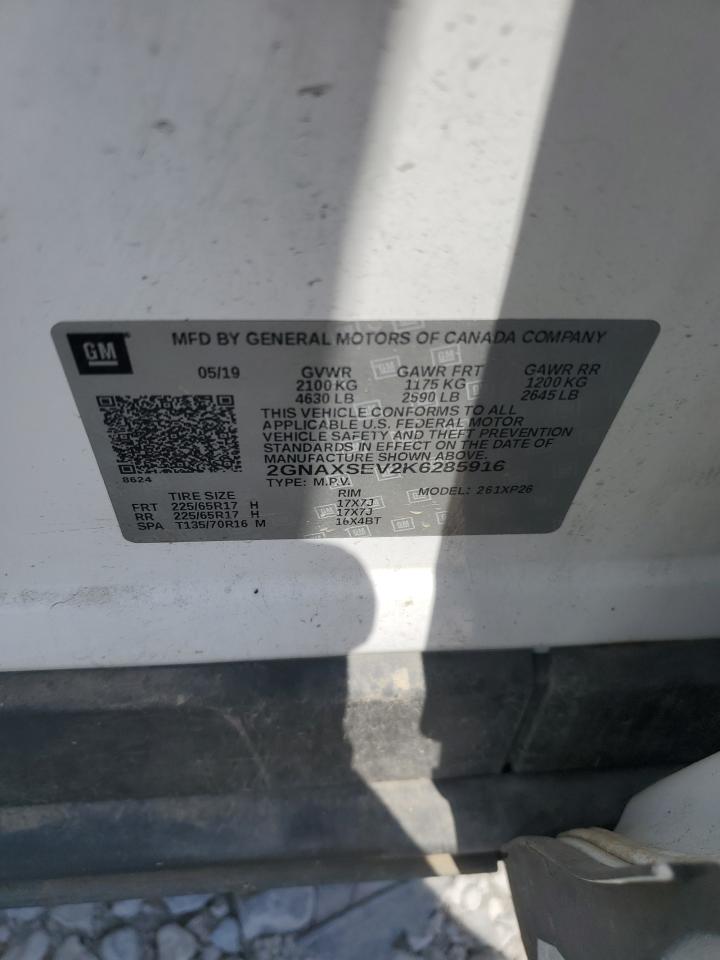 GM MFD BY GENERAL MOTORS OF CANADA COMPANY
05/19 GVWR GAWR FRT GAWR RR
2100 KG 1175 KG 1200 KG
4630 LB 2590 LB 2645 LB
THIS VEHICLE CONFORMS TO ALL
APPLICABLE U.S. FEDERAL MOTOR
VEHICLE SAFETY AND THEFT PREVENTION
STANDARDS IN EFFECT ON THE DATE OF
MANUFACTURE SHOWN ABOVE.
2GNAXSEV2K6285916
8624 TYPE: M.P.V. MODEL: 261XP26
TIRE SIZE RIM
FRT 225/65R17 H 17X7J
RR 225/65R17 H 17X7J
SPA T135/70R16 M 16X4BT